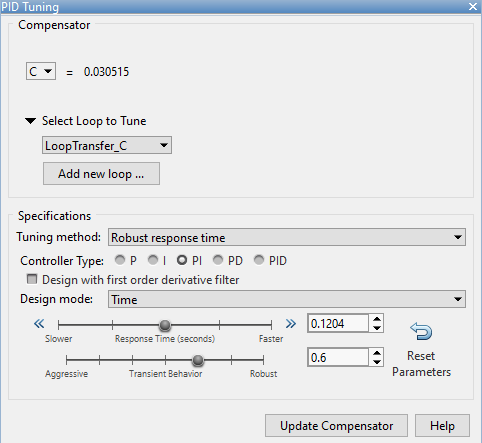 PID Tuning
Compensator
C = 0.030515
Select Loop to Tune
LoopTransfer_C
Add new loop ...
Specifications
Tuning method: Robust response time
Controller Type: P I PI PD PID
Design with first order derivative filter
Design mode: Time
Slower Response Time (seconds) Faster 0.1204
Aggressive Transient Behavior Robust 0.6
Reset
Parameters
Update Compensator Help